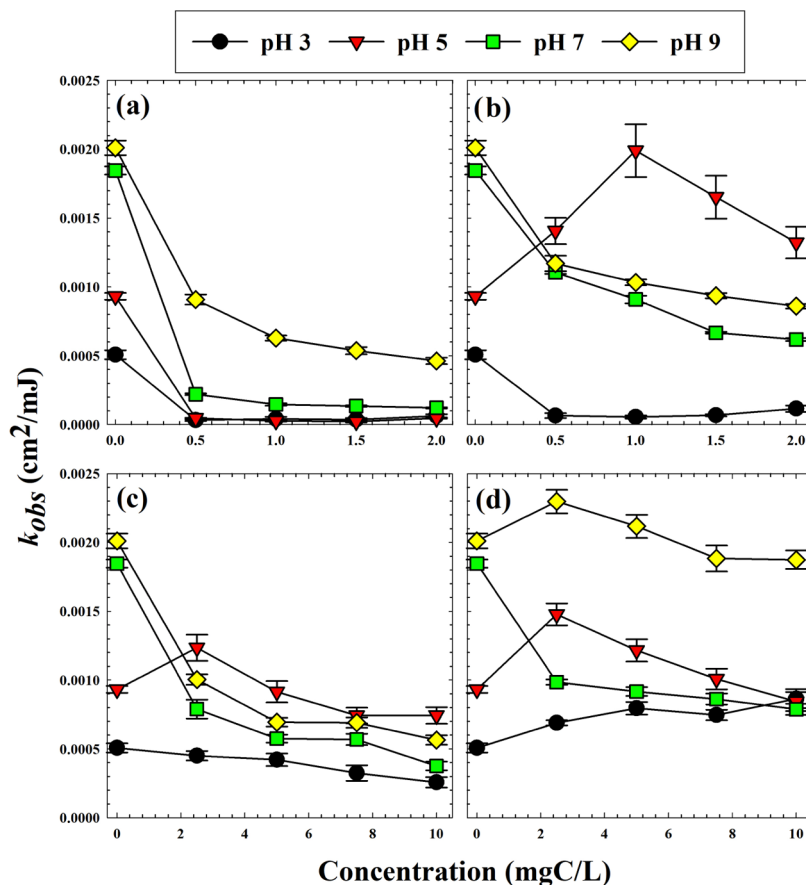 pH 3 pH 5 pH 7 pH 9
0.0025
0.0020
0.0015
0.0010
0.0005
0.0000
(a)
(b)
0.0 0.5 1.0 1.5 2.0
0.0 0.5 1.0 1.5 2.0
k_obs (cm²/mJ)
0.0025
0.0020
0.0015
0.0010
0.0005
0.0000
(c)
(d)
0 2 4 6 8 10
0 2 4 6 8 10
Concentration (mgC/L)